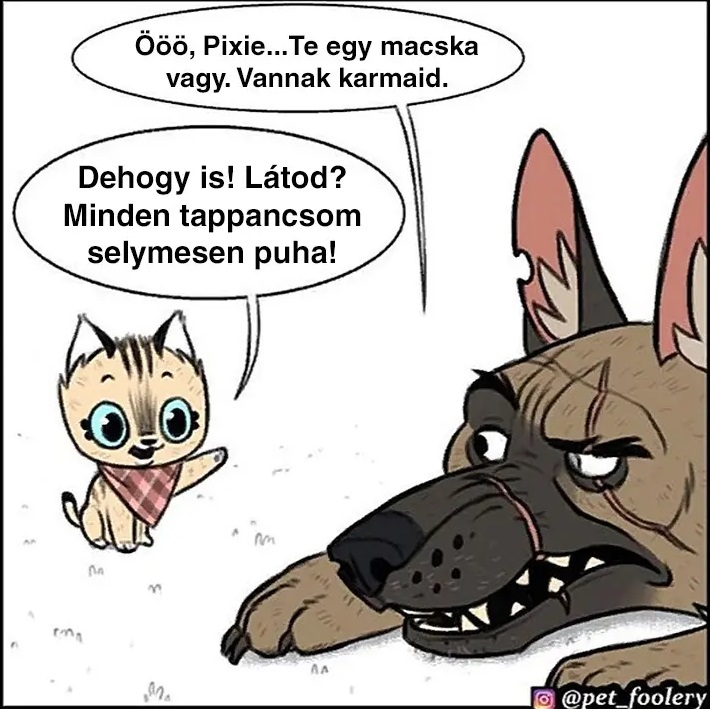 Ööö, Pixie...Te egy macska
vagy. Vannak karmaid.
Dehogy is! Látod?
Minden tappancsom
selymesen puha!
@pet_foolery